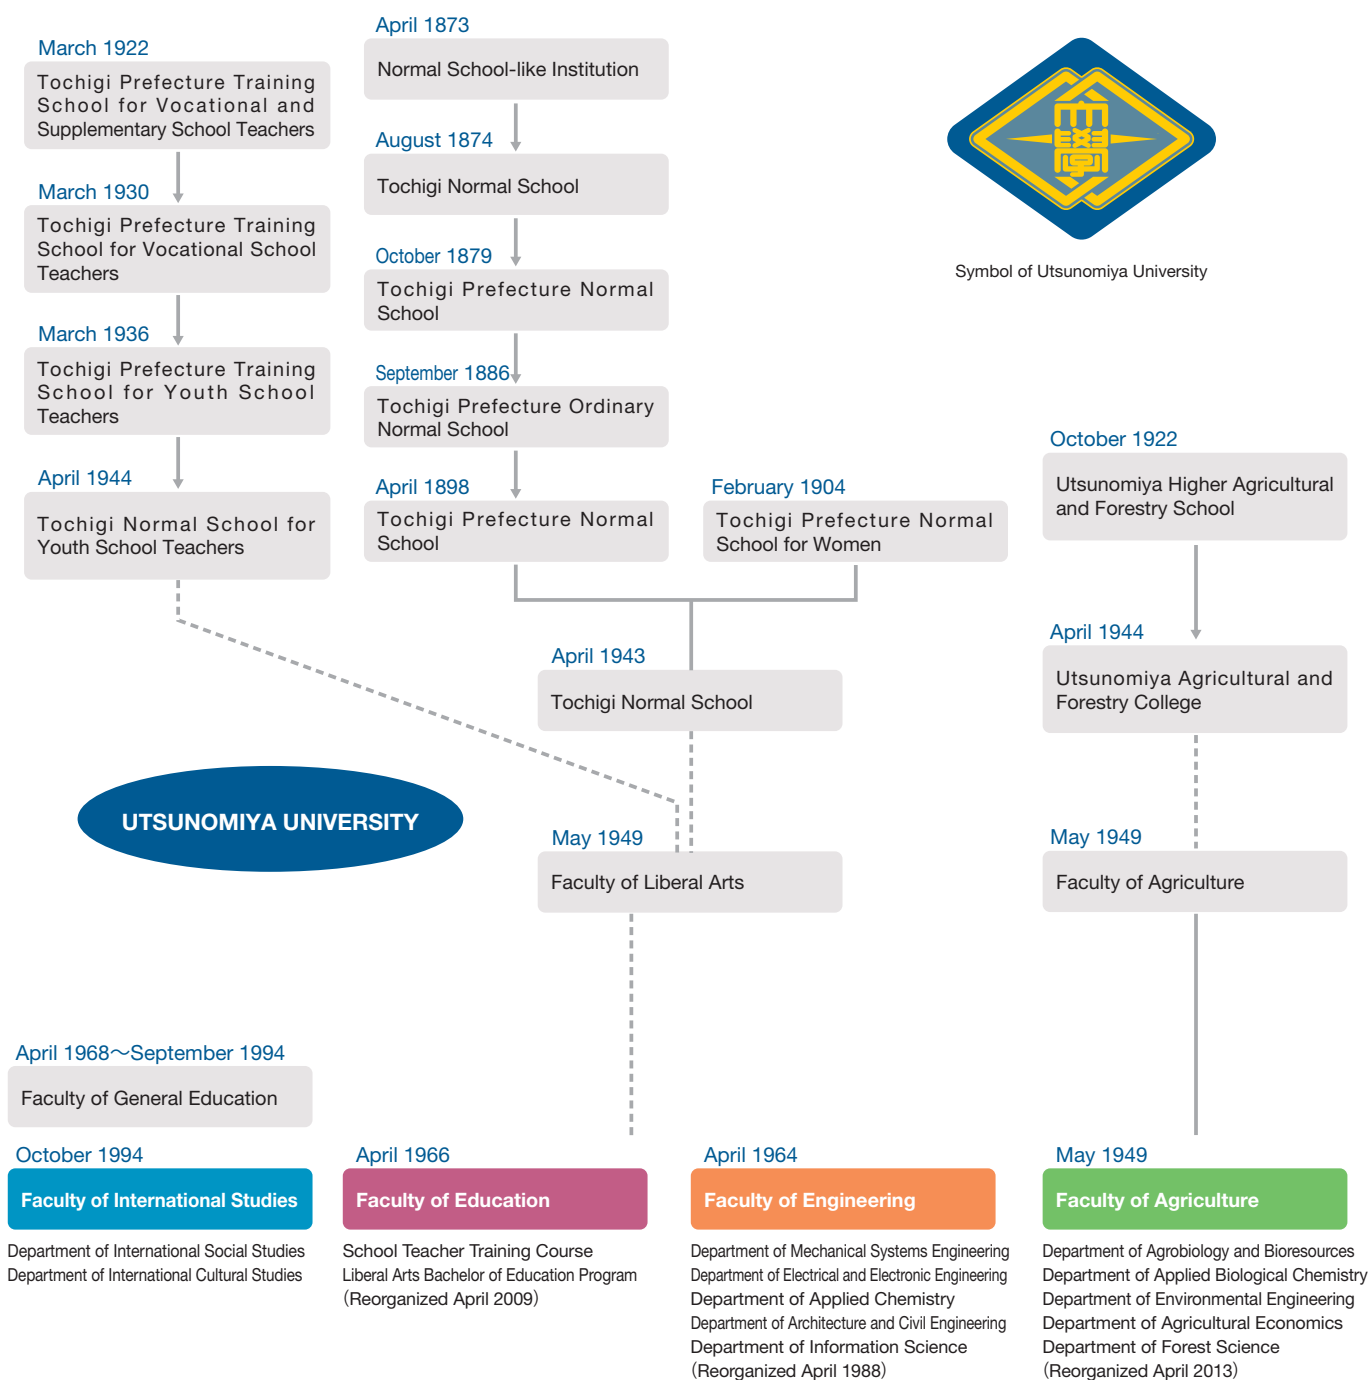 March 1922
Tochigi Prefecture Training
School for Vocational and
Supplementary School Teachers
March 1930
Tochigi Prefecture Training
School for Vocational School
Teachers
March 1936
Tochigi Prefecture Training
School for Youth School
Teachers
April 1944
Tochigi Normal School for
Youth School Teachers
April 1873
Normal School-like Institution
August 1874
Tochigi Normal School
October 1879
Tochigi Prefecture Normal
School
September 1886
Tochigi Prefecture Ordinary
Normal School
April 1898
Tochigi Prefecture Normal
School
February 1904
Tochigi Prefecture Normal
School for Women
Symbol of Utsunomiya University
October 1922
Utsunomiya Higher Agricultural
and Forestry School
April 1944
Utsunomiya Agricultural and
Forestry College
April 1943
Tochigi Normal School
UTSUNOMIYA UNIVERSITY
May 1949
Faculty of Liberal Arts
May 1949
Faculty of Agriculture
April 1968～September 1994
Faculty of General Education
October 1994
Faculty of International Studies
Department of International Social Studies
Department of International Cultural Studies
April 1966
Faculty of Education
School Teacher Training Course
Liberal Arts Bachelor of Education Program
（Reorganized April 2009）
April 1964
Faculty of Engineering
Department of Mechanical Systems Engineering
Department of Electrical and Electronic Engineering
Department of Applied Chemistry
Department of Architecture and Civil Engineering
Department of Information Science
（Reorganized April 1988）
May 1949
Faculty of Agriculture
Department of Agrobiology and Bioresources
Department of Applied Biological Chemistry
Department of Environmental Engineering
Department of Agricultural Economics
Department of Forest Science
（Reorganized April 2013）